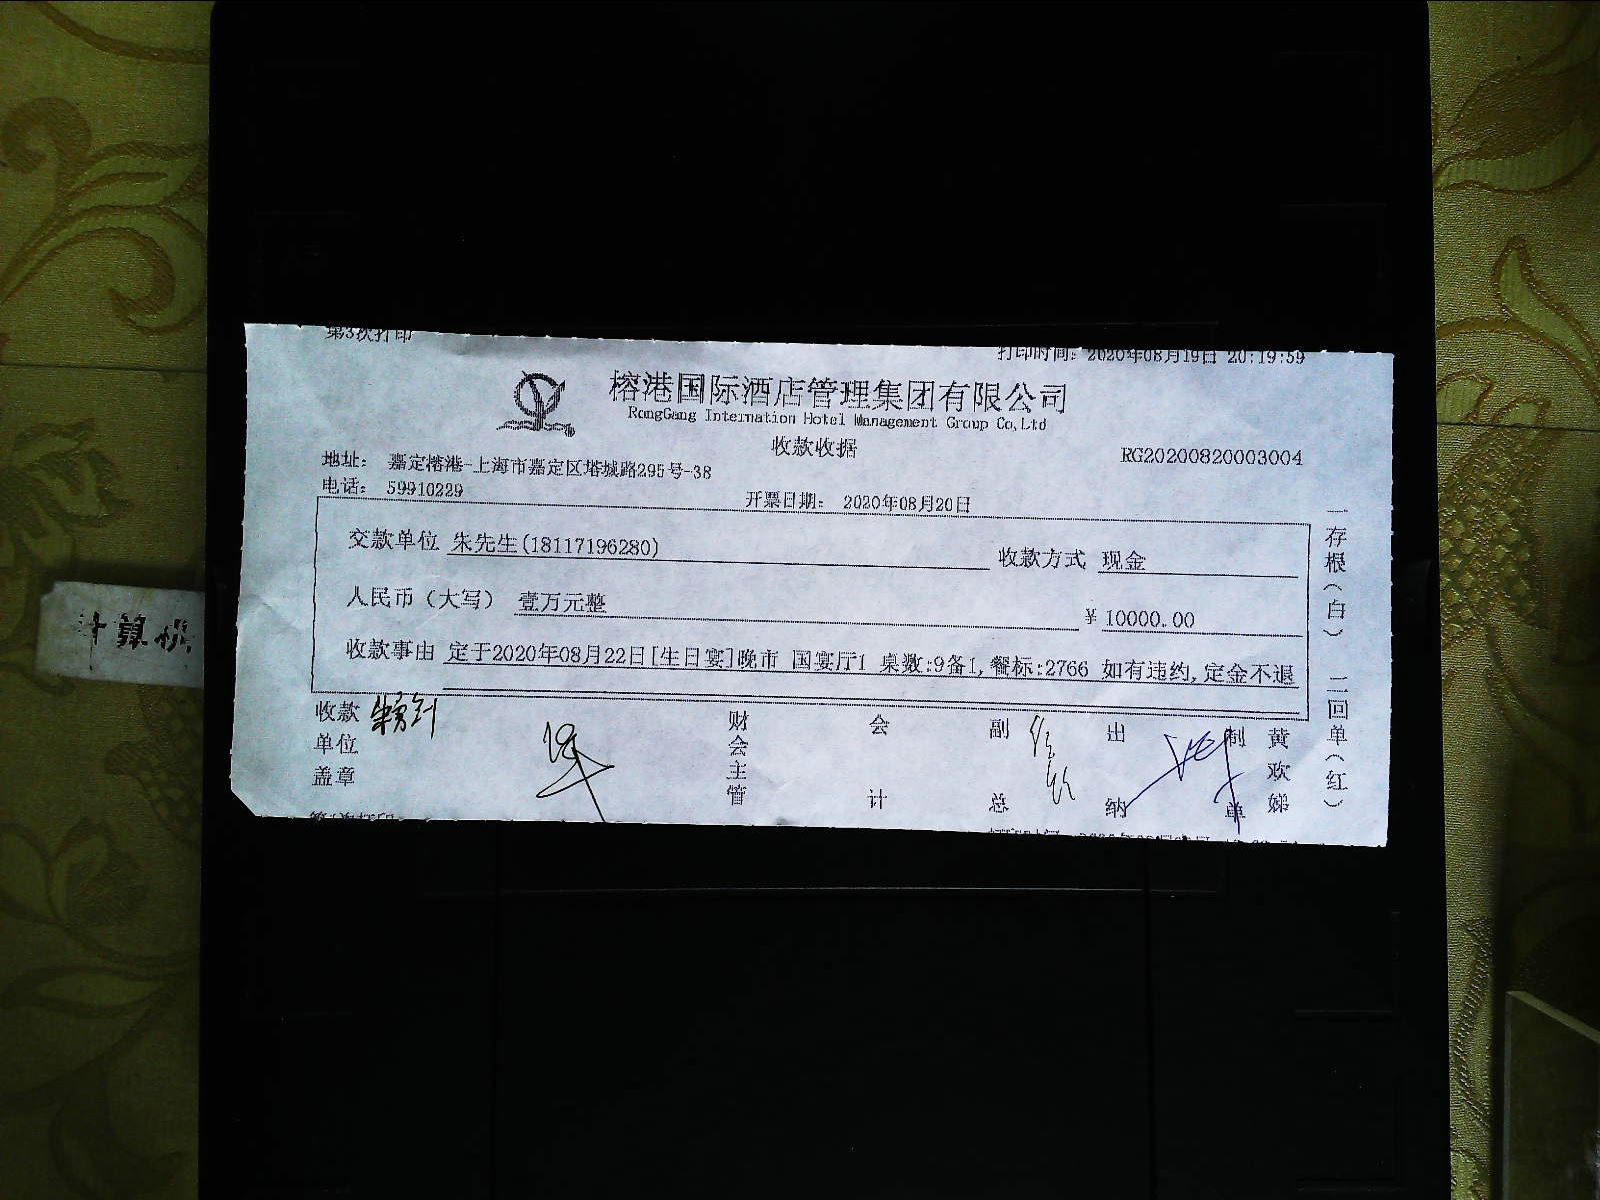 第3次打印
打印时间: 2020年08月19日 20:19:59
榕港国际酒店管理集团有限公司
RongGang Internation Hotel Management Group Co,Ltd
收款收据
RG20200820003004
地址: 嘉定榕港-上海市嘉定区塔城路295号-38
电话: 59910229
开票日期: 2020年08月20日
交款单位 朱先生(18117196280) 收款方式 现金
人民币(大写) 壹万元整 ¥ 10000.00
收款事由 定于2020年08月22日[生日宴]晚市 国宴厅1 桌数:9备1,餐标:2766 如有违约,定金不退
收款单位盖章
财会主管
会计
副总
出纳
制单
黄欢娣
一存根(白) 二回单(红)
计算机